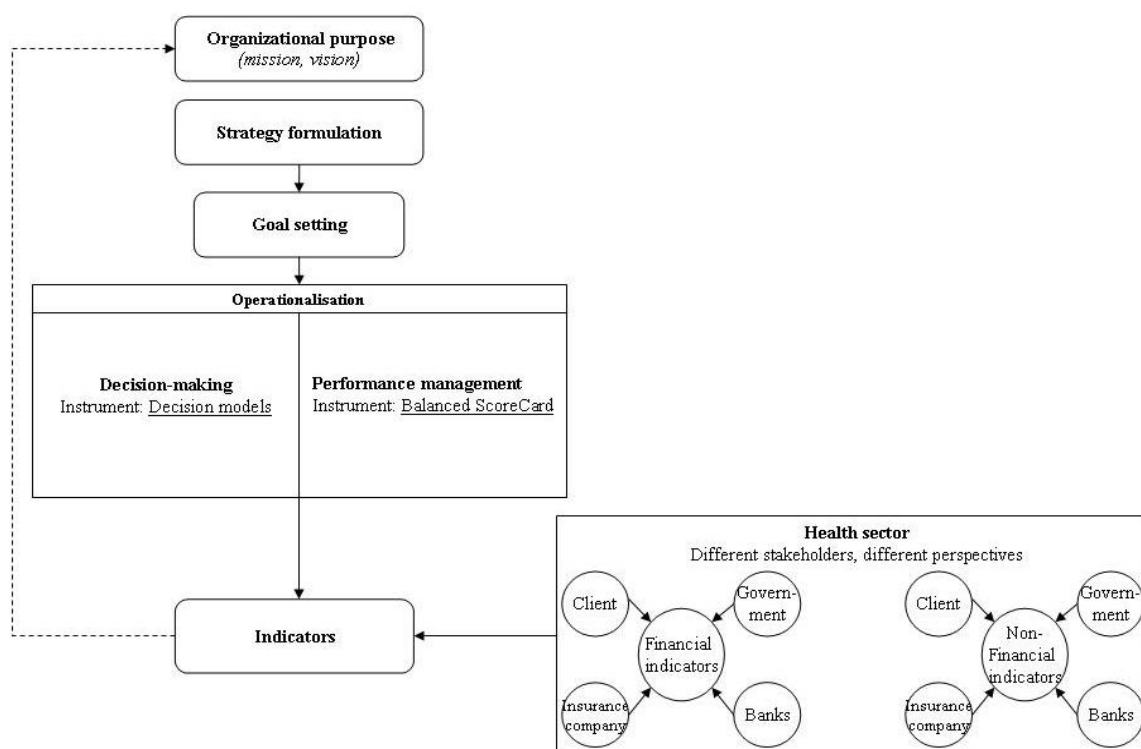 Organizational purpose
(mission, vision)
Strategy formulation
Goal setting
Operationalisation
Decision-making
Instrument: Decision models
Performance management
Instrument: Balanced ScoreCard
Indicators
Health sector
Different stakeholders, different perspectives
Client
Govern-
ment
Financial
indicators
Insurance
company
Banks
Client
Govern-
ment
Non-
Financial
indicators
Insurance
company
Banks